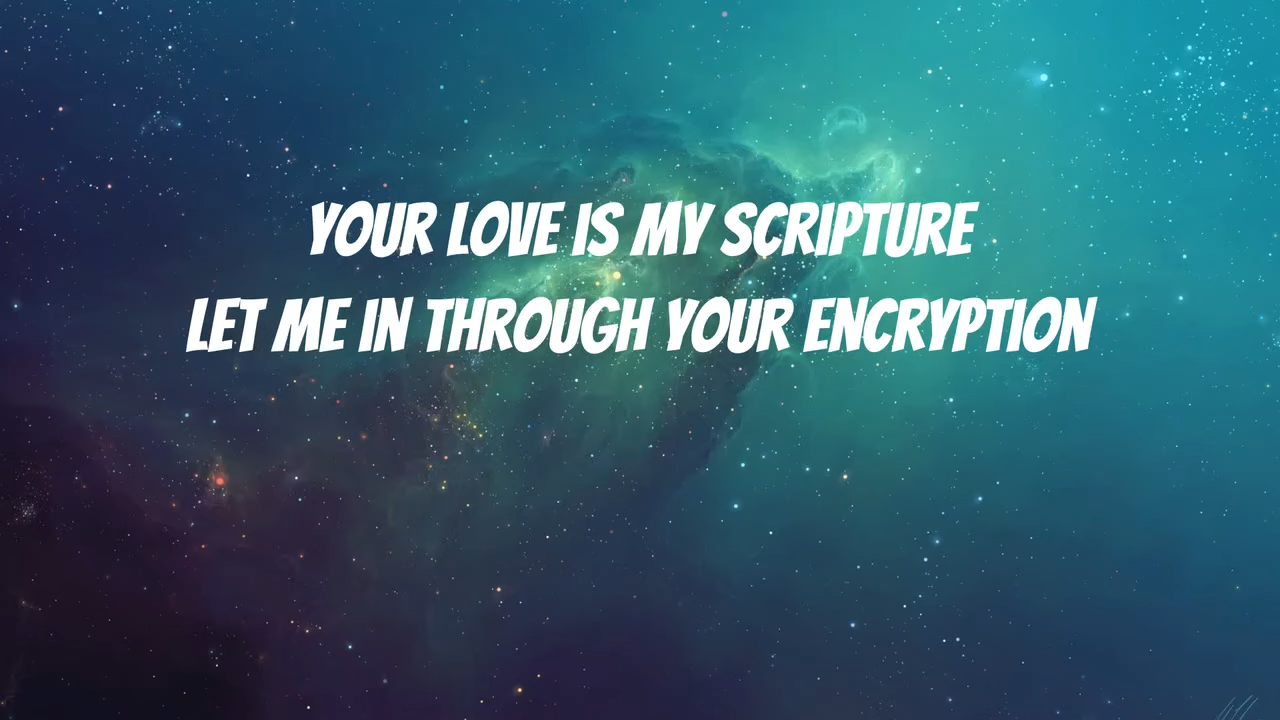 YOUR LOVE IS MY SCRIPTURE
LET ME IN THROUGH YOUR ENCRYPTION